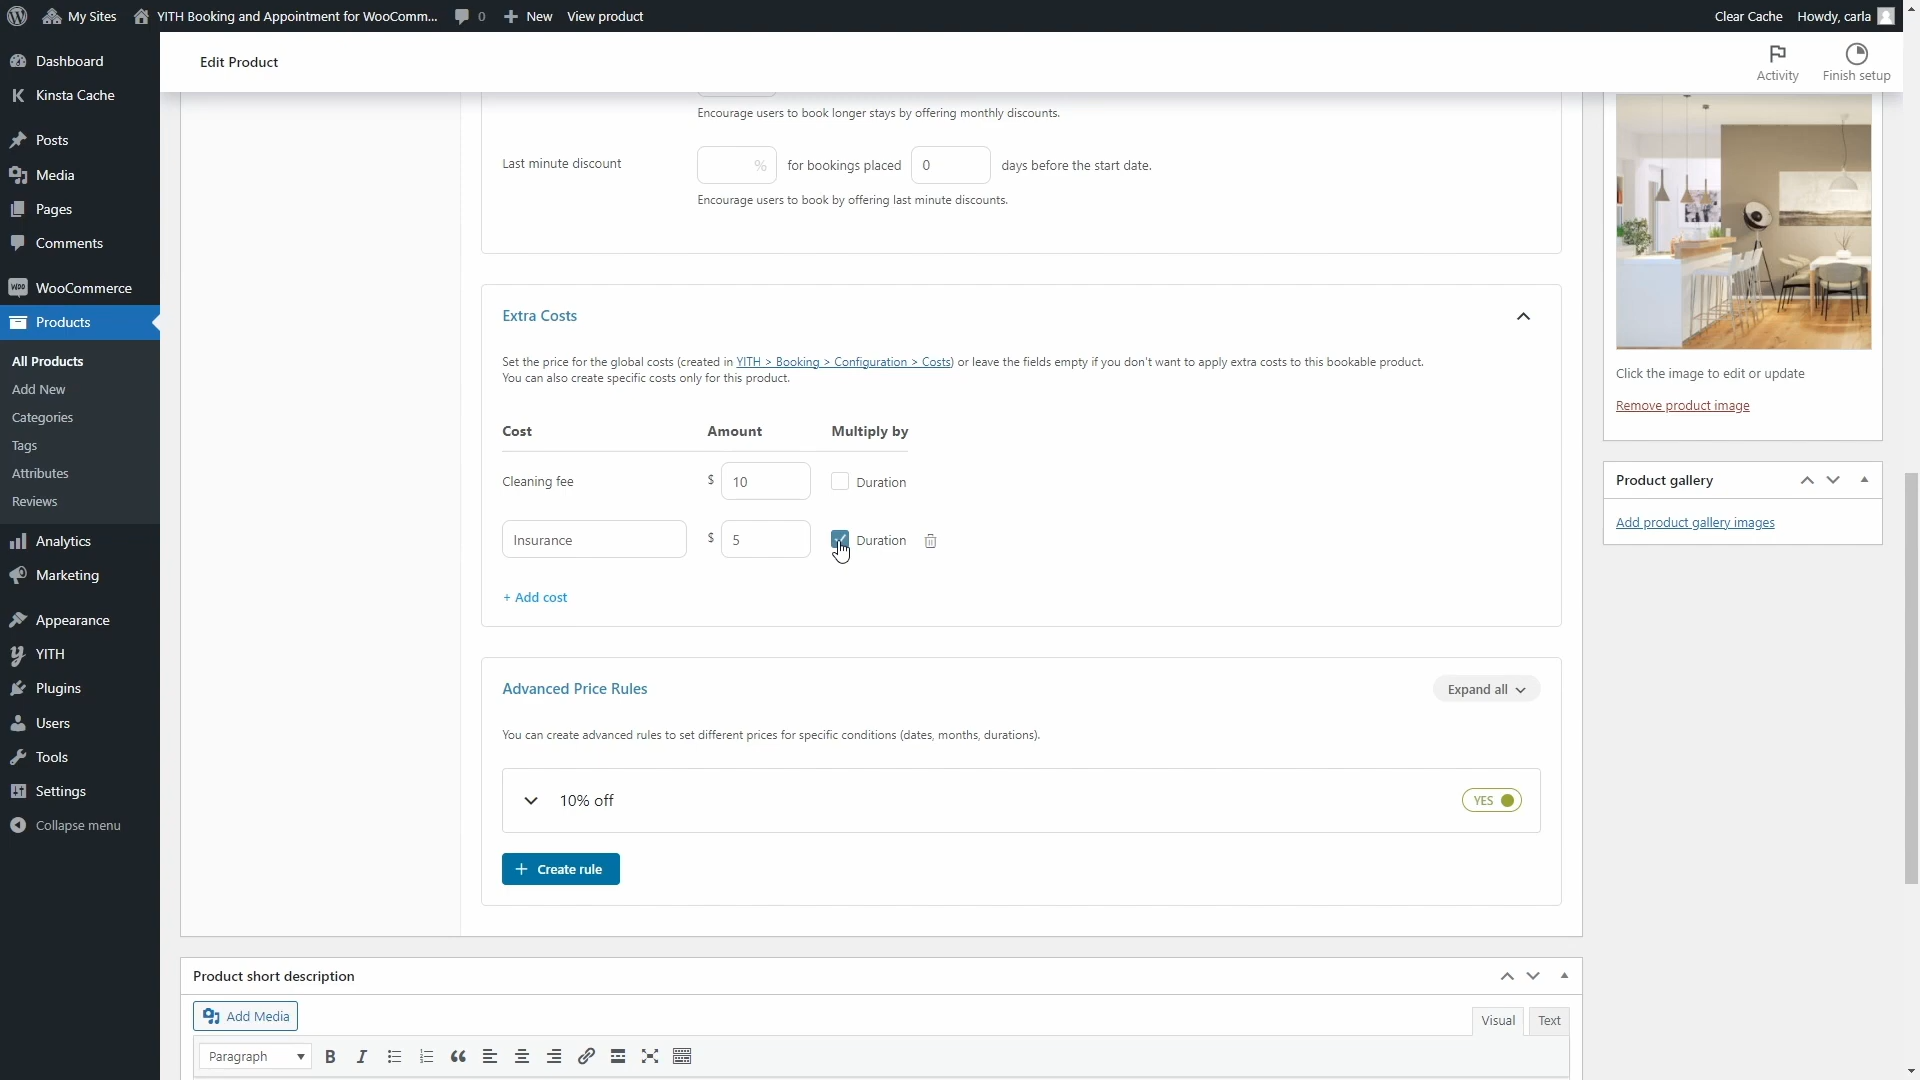 My Sites
YITH Booking and Appointment for WooComm...
0
New
View product
Clear Cache
Howdy, carla
Dashboard
Kinsta Cache
Posts
Media
Pages
Comments
WooCommerce
Products
All Products
Add New
Categories
Tags
Attributes
Reviews
Analytics
Marketing
Appearance
YITH
Plugins
Users
Tools
Settings
Collapse menu
Edit Product
Activity
Finish setup
Encourage users to book longer stays by offering monthly discounts.
Last minute discount % for bookings placed 0 days before the start date.
Encourage users to book by offering last minute discounts.
Extra Costs
Set the price for the global costs (created in YITH > Booking > Configuration > Costs) or leave the fields empty if you don't want to apply extra costs to this bookable product.
You can also create specific costs only for this product.
Cost Amount Multiply by
Cleaning fee $ 10 Duration
Insurance $ 5 Duration
+ Add cost
Advanced Price Rules
Expand all
You can create advanced rules to set different prices for specific conditions (dates, months, durations).
10% off
YES
+ Create rule
Click the image to edit or update
Remove product image
Product gallery
Add product gallery images
Product short description
Add Media
Visual Text
Paragraph